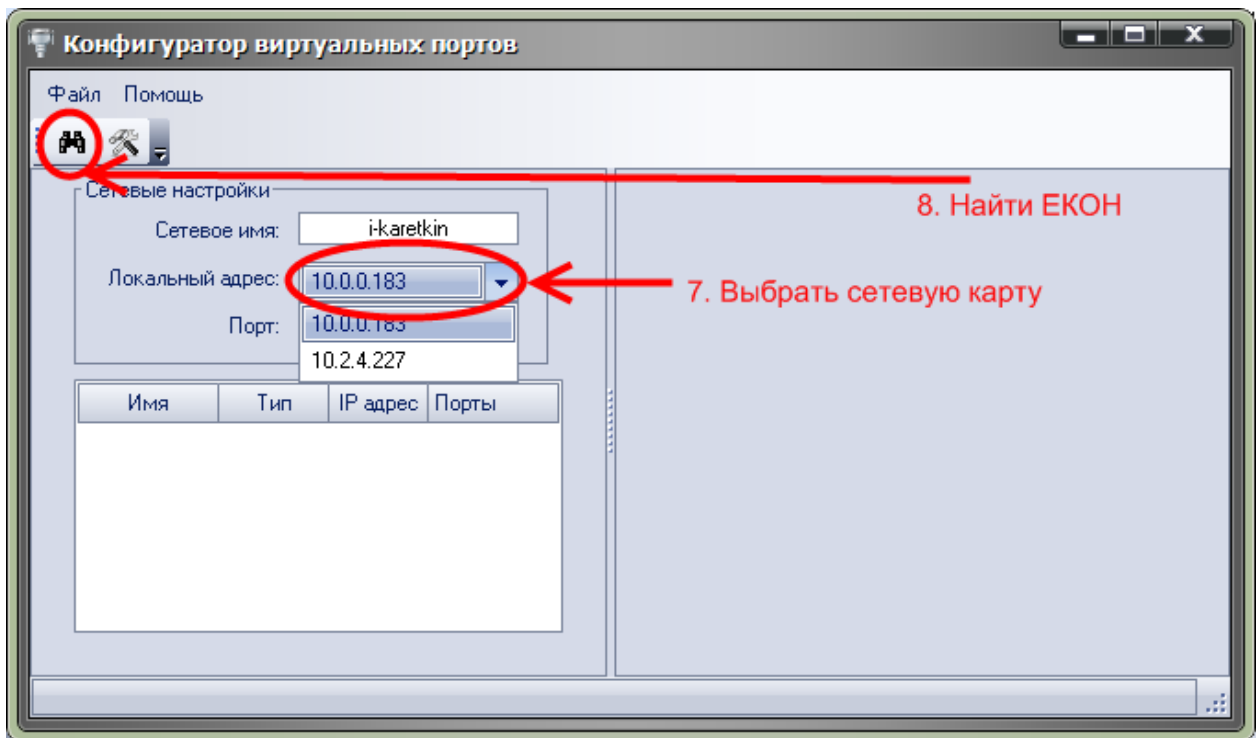 Конфигуратор виртуальных портов
Файл Помощь
8. Найти ЕКОН
Сетевые настройки
Сетевое имя: i-karetkin
Локальный адрес: 10.0.0.183
7. Выбрать сетевую карту
Порт: 10.0.0.183
10.2.4.227
Имя Тип IP адрес Порты